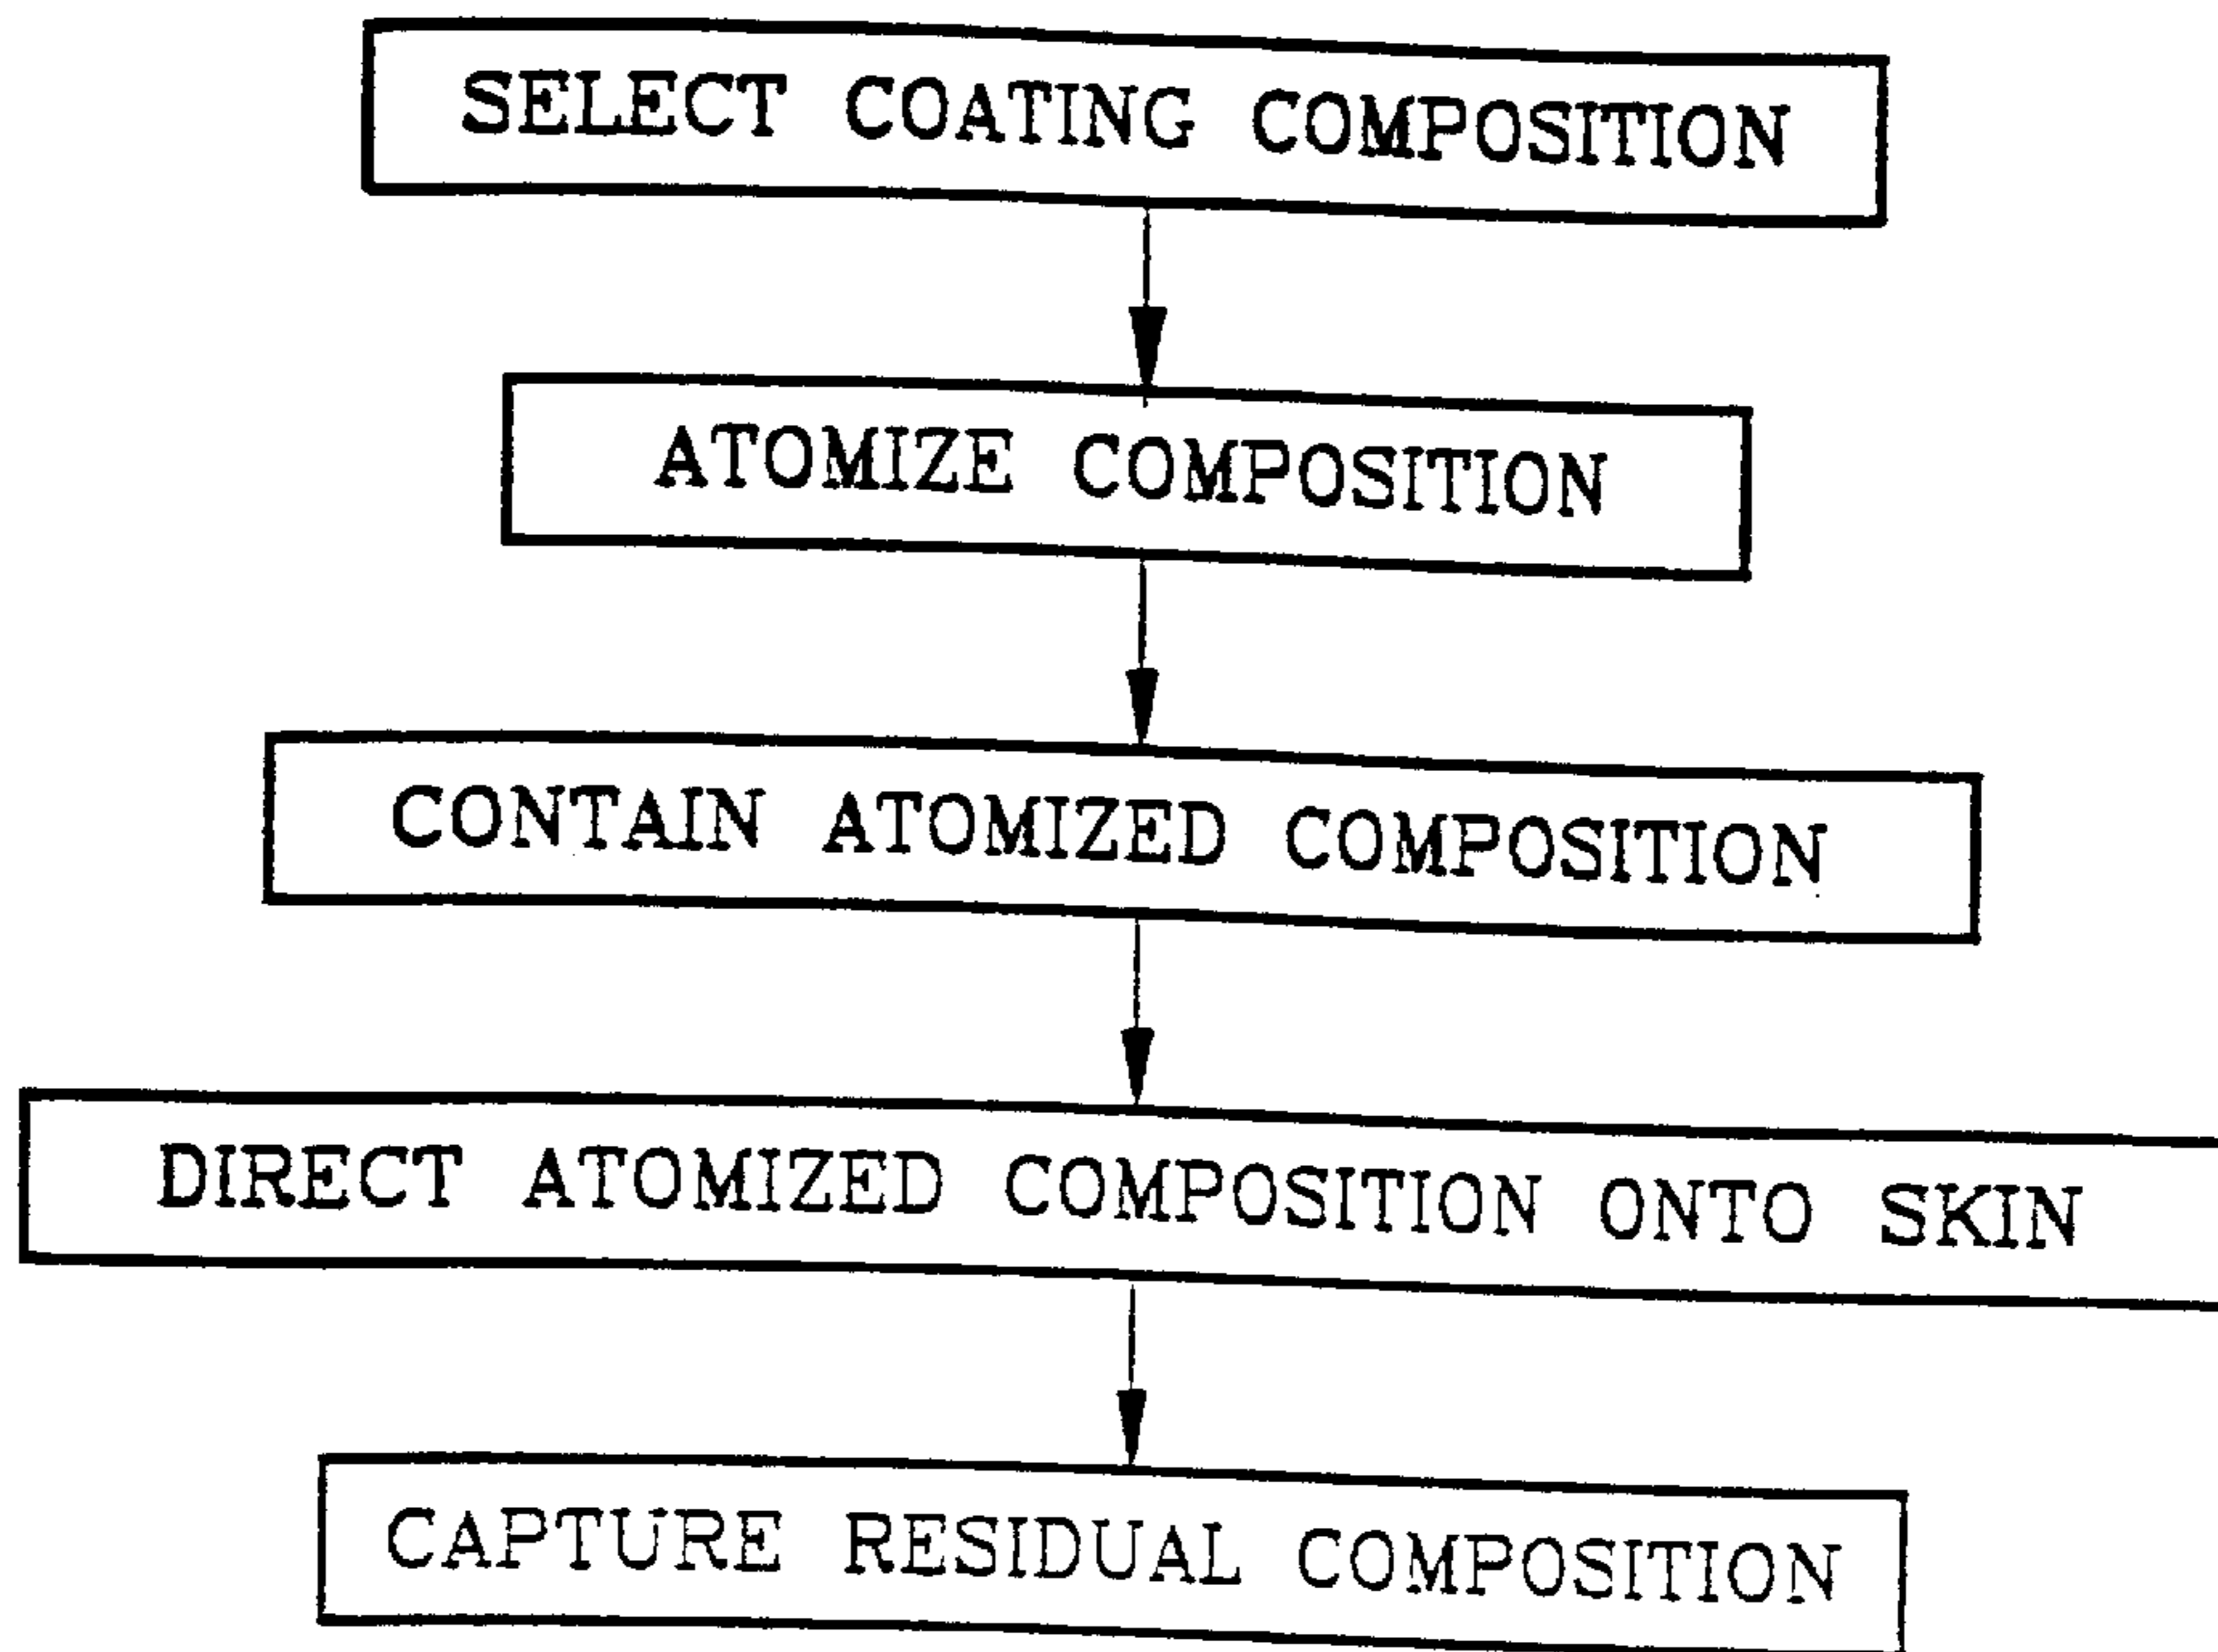 SELECT COATING COMPOSITION
ATOMIZE COMPOSITION
CONTAIN ATOMIZED COMPOSITION
DIRECT ATOMIZED COMPOSITION ONTO SKIN
CAPTURE RESIDUAL COMPOSITION